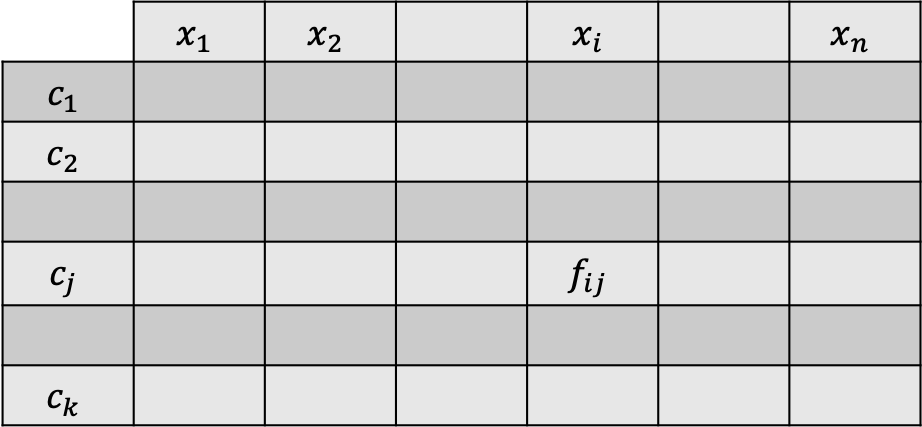 x₁ x₂ xᵢ xₙ
c₁
c₂
cⱼ fᵢⱼ
cₖ